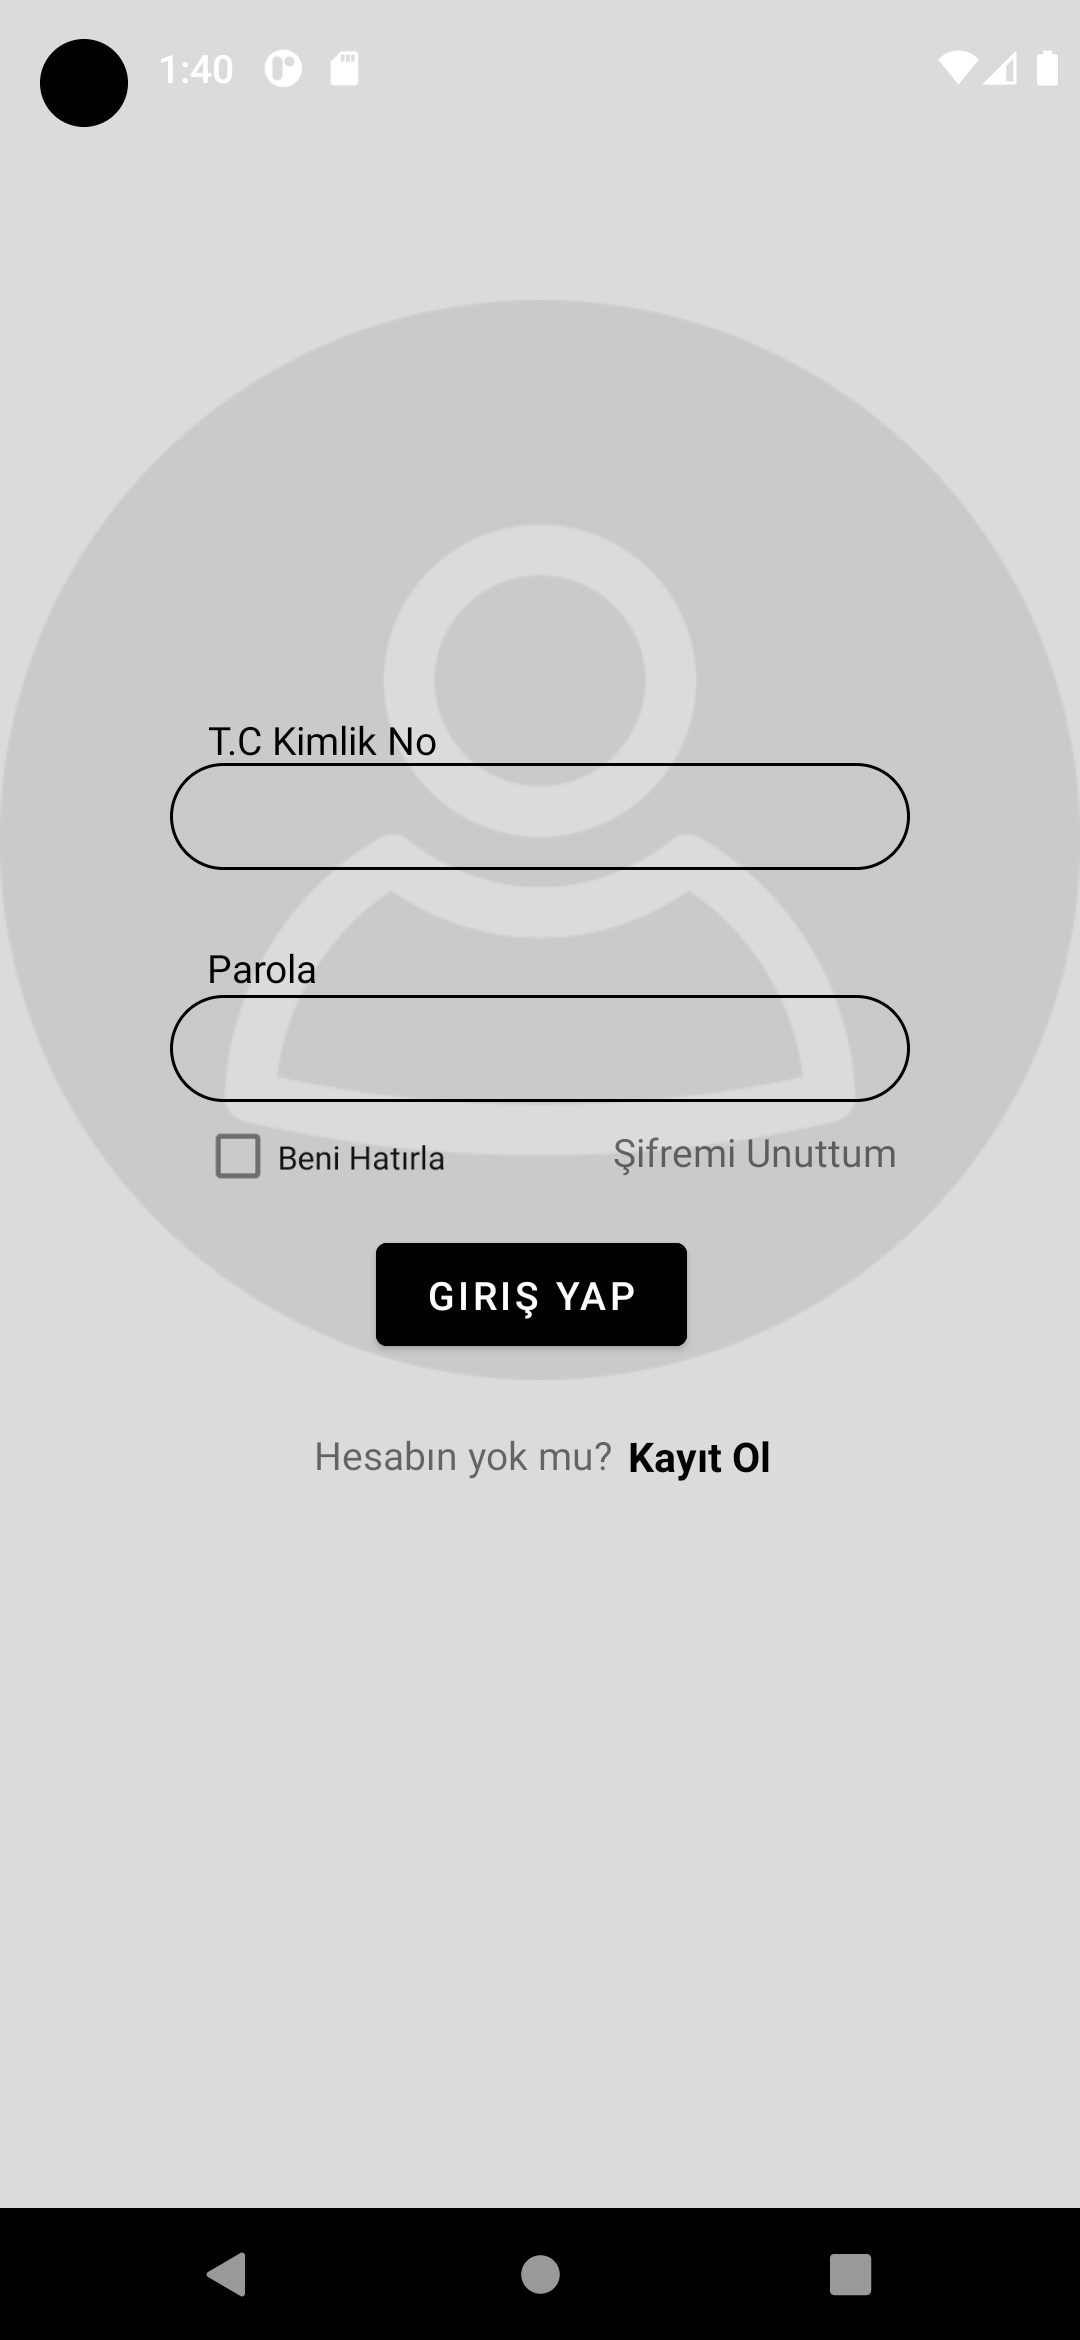 1:40
T.C Kimlik No
Parola
Beni Hatırla
Şifremi Unuttum
GIRIŞ YAP
Hesabın yok mu? Kayıt Ol